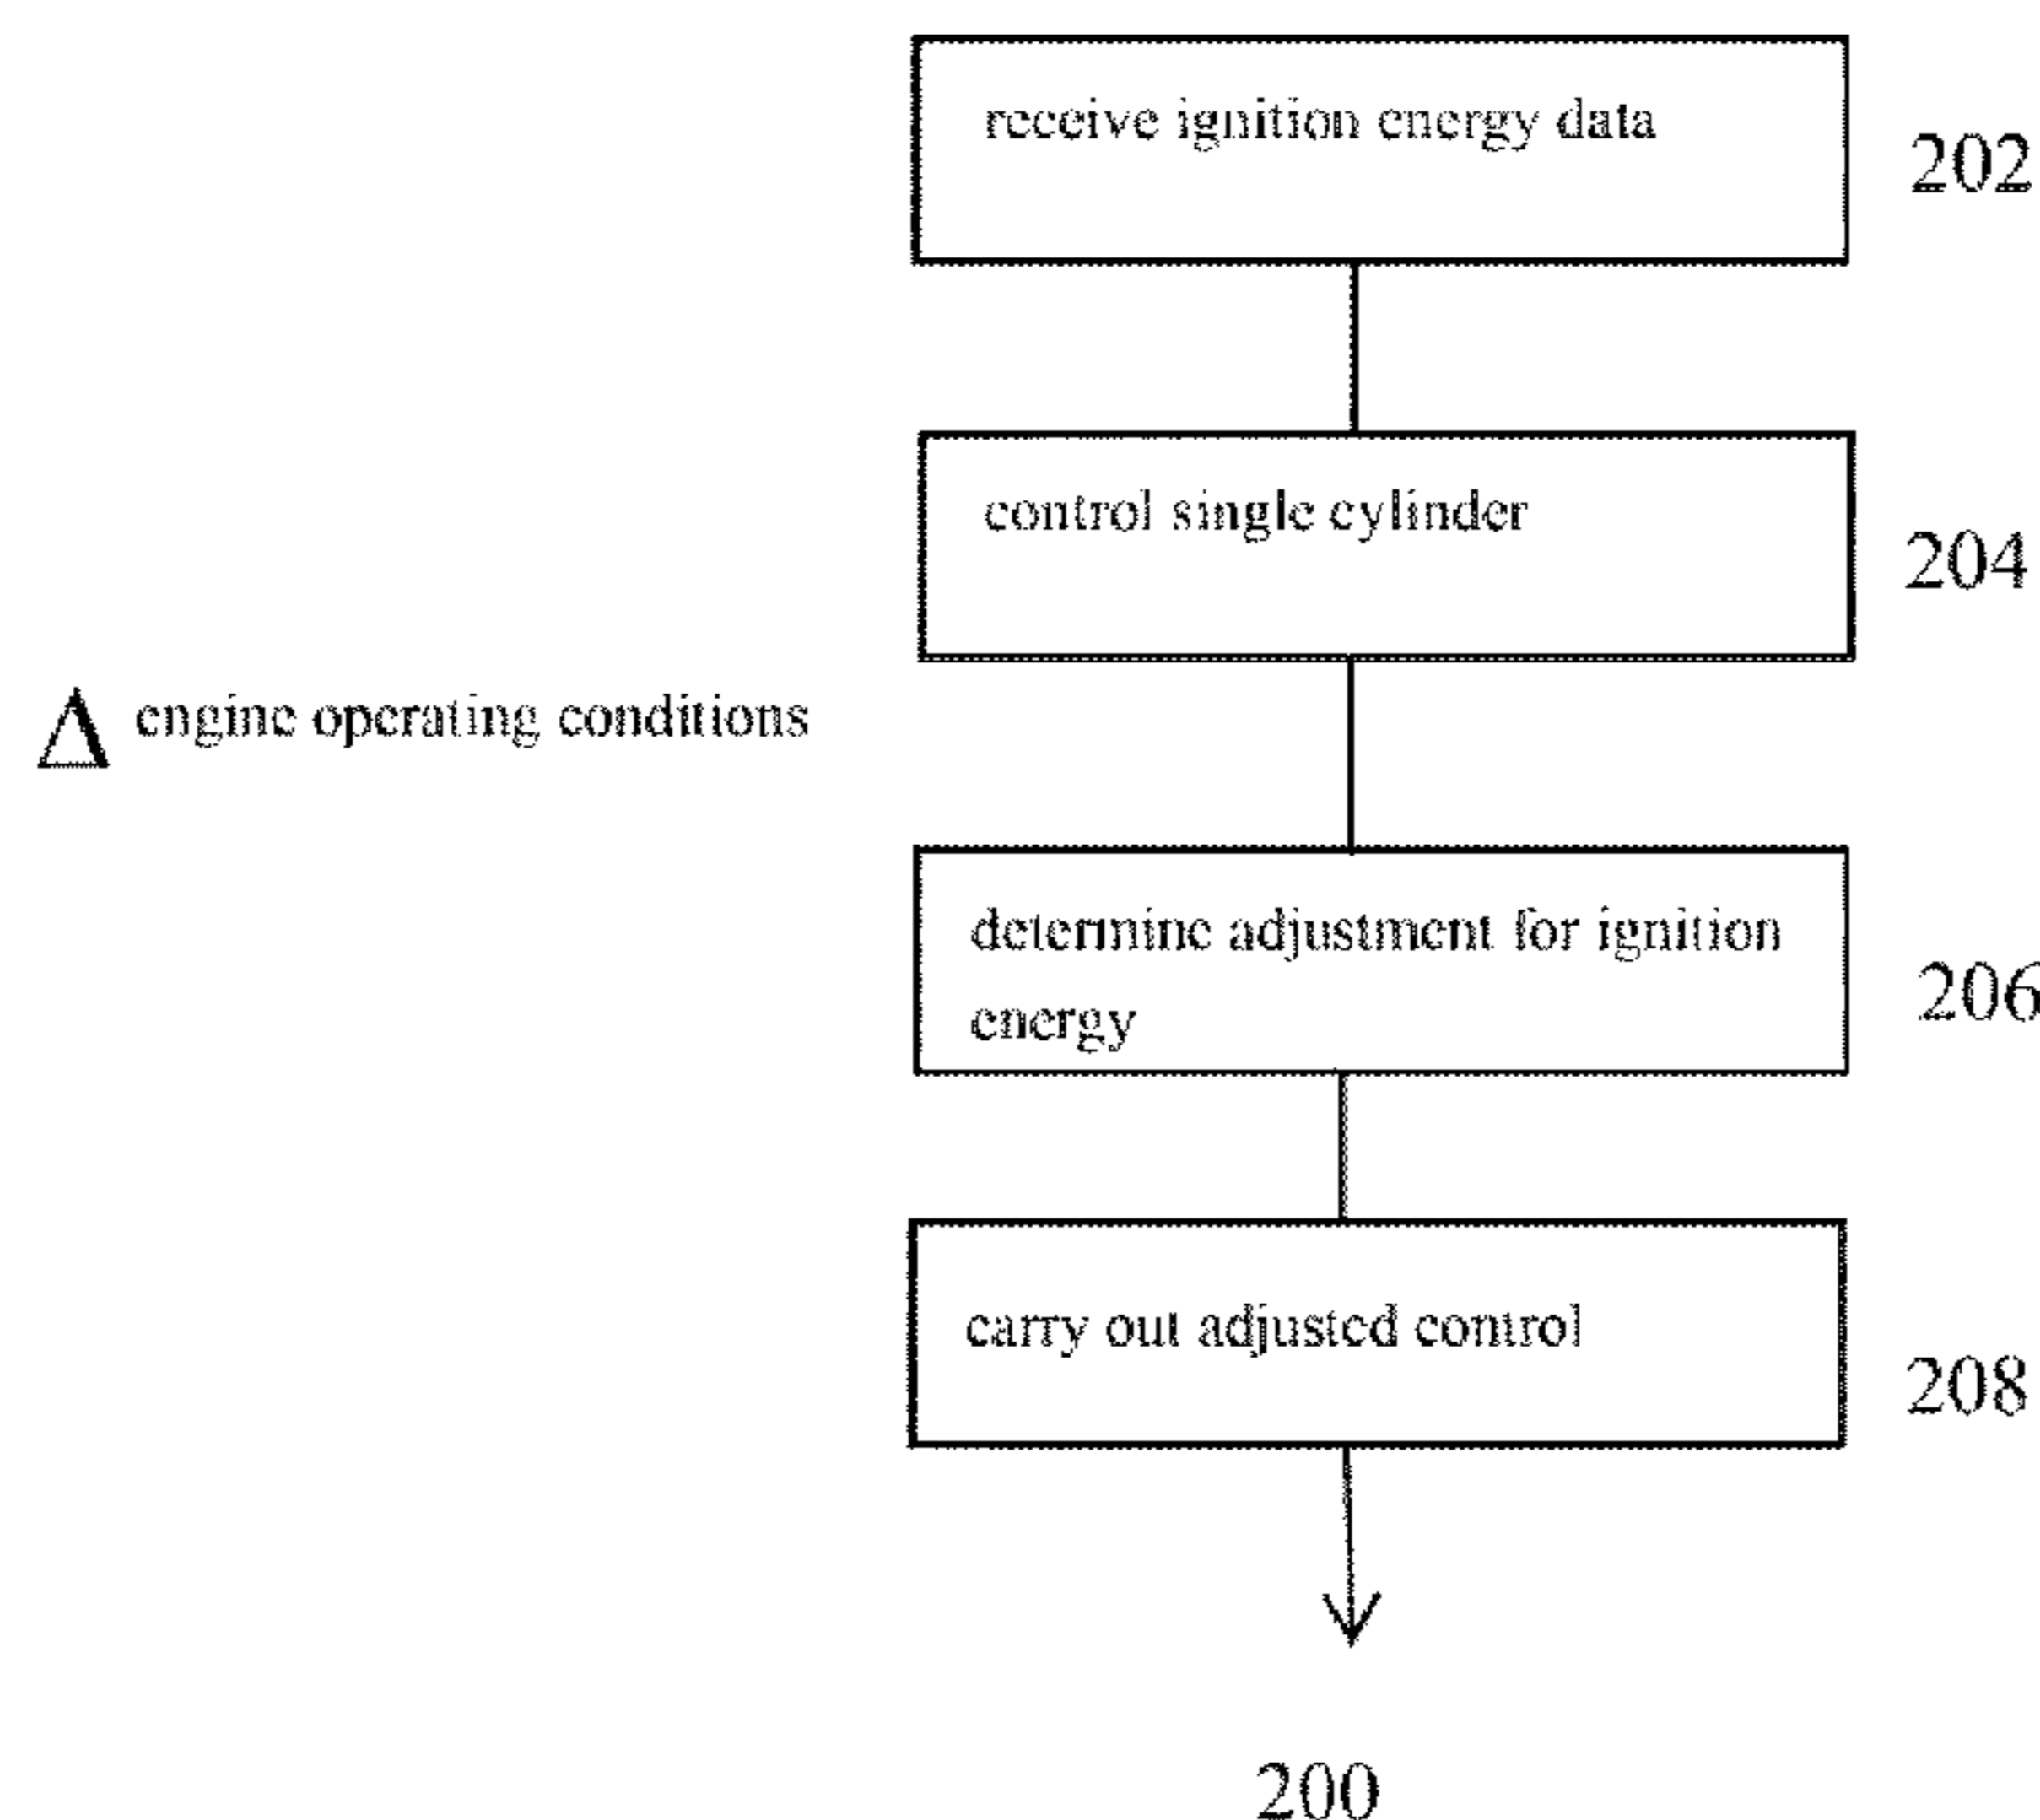 receive ignition energy data
202
control single cylinder
204
Δ engine operating conditions
determine adjustment for ignition
energy
206
carry out adjusted control
208
200